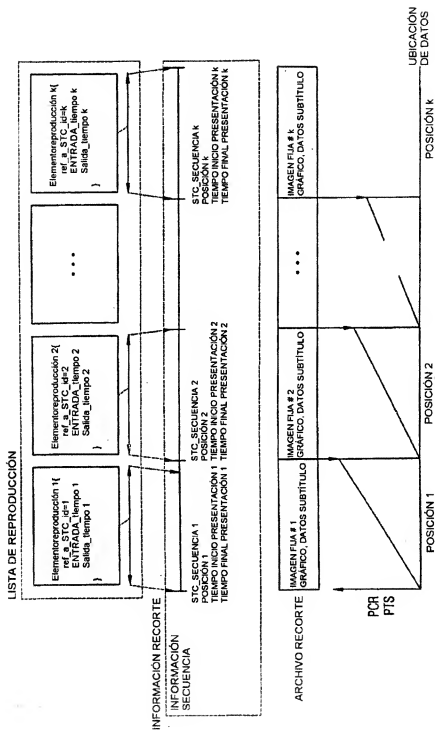 LISTA DE REPRODUCCIÓN
Elementoreproducción 1{
ref_a_STC_id=1
ENTRADA_tiempo 1
Salida_tiempo 1
}
Elementoreproducción 2{
ref_a_STC_id=2
ENTRADA_tiempo 2
Salida_tiempo 2
}
• • •
Elementoreproducción k{
ref_a_STC_id=k
ENTRADA_tiempo k
Salida_tiempo k
}
INFORMACIÓN RECORTE
INFORMACIÓN
SECUENCIA
STC_SECUENCIA 1
POSICIÓN 1
TIEMPO INICIO PRESENTACIÓN 1
TIEMPO FINAL PRESENTACIÓN 1
STC_SECUENCIA 2
POSICIÓN 2
TIEMPO INICIO PRESENTACIÓN 2
TIEMPO FINAL PRESENTACIÓN 2
STC_SECUENCIA k
POSICIÓN k
TIEMPO INICIO PRESENTACIÓN k
TIEMPO FINAL PRESENTACIÓN k
ARCHIVO RECORTE
IMAGEN FIJA # 1
GRÁFICO, DATOS SUBTÍTULO
IMAGEN FIJA # 2
GRÁFICO, DATOS SUBTÍTULO
• • •
IMAGEN FIJA # k
GRÁFICO, DATOS SUBTÍTULO
PCR
PTS
POSICIÓN 1
POSICIÓN 2
POSICIÓN k
UBICACIÓN
DE DATOS